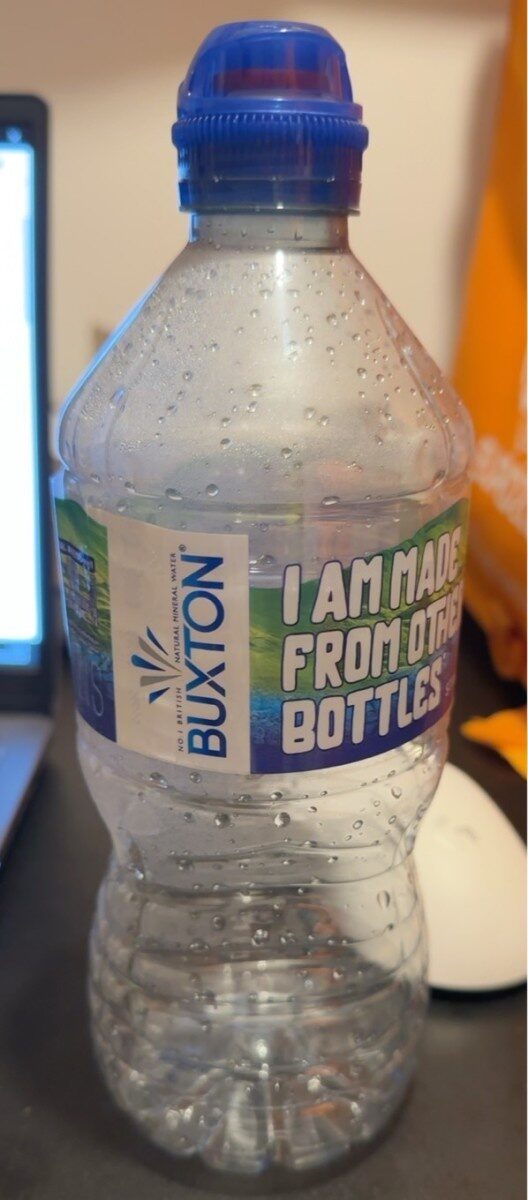 BUXTON®
NO.1 BRITISH NATURAL MINERAL WATER
I AM MADE
FROM OTHER
BOTTLES